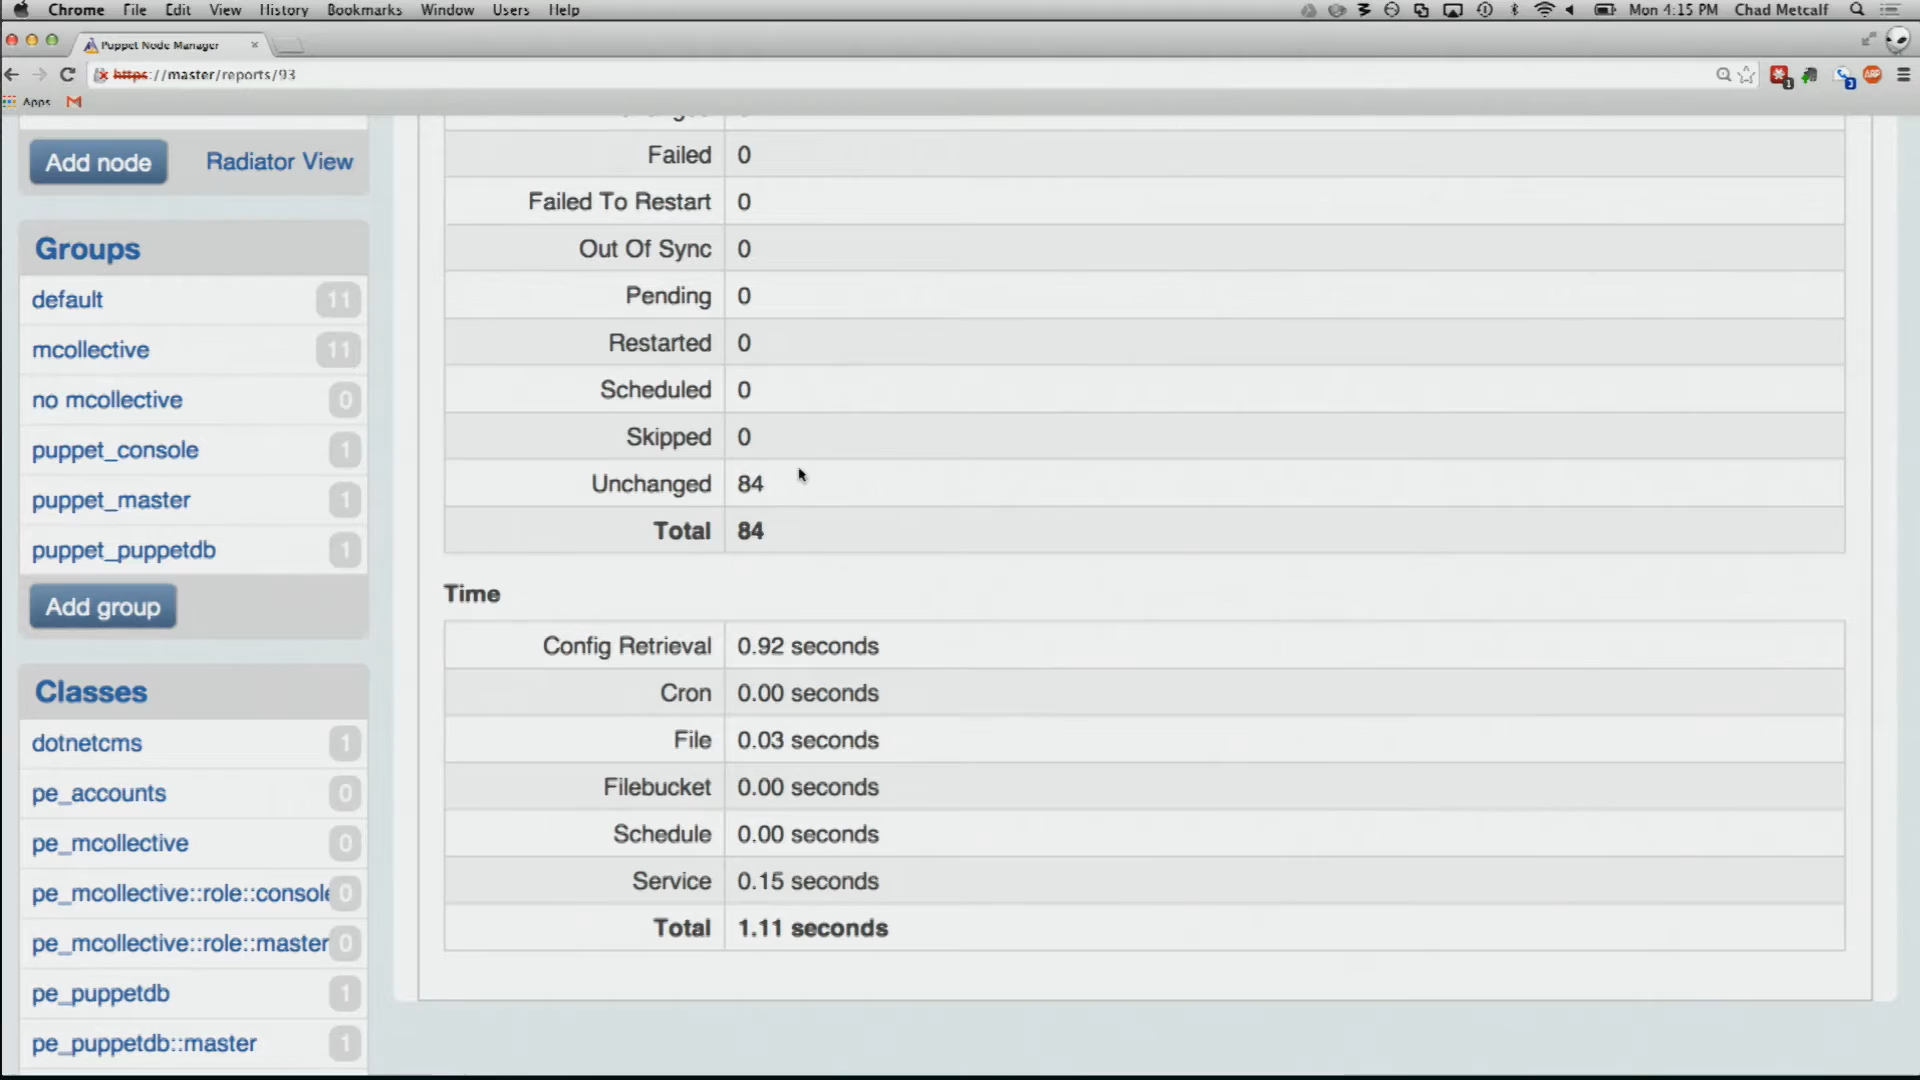 Chrome File Edit View History Bookmarks Window Users Help Mon 4:15 PM Chad Metcalf
Puppet Node Manager
https://master/reports/93
Apps
Add node Radiator View
Groups
default 11
mcollective 11
no mcollective 0
puppet_console 1
puppet_master 1
puppet_puppetdb 1
Add group
Classes
dotnetcms 1
pe_accounts 0
pe_mcollective 0
pe_mcollective::role::console 0
pe_mcollective::role::master 0
pe_puppetdb 1
pe_puppetdb::master 1
Failed 0
Failed To Restart 0
Out Of Sync 0
Pending 0
Restarted 0
Scheduled 0
Skipped 0
Unchanged 84
Total 84
Time
Config Retrieval 0.92 seconds
Cron 0.00 seconds
File 0.03 seconds
Filebucket 0.00 seconds
Schedule 0.00 seconds
Service 0.15 seconds
Total 1.11 seconds